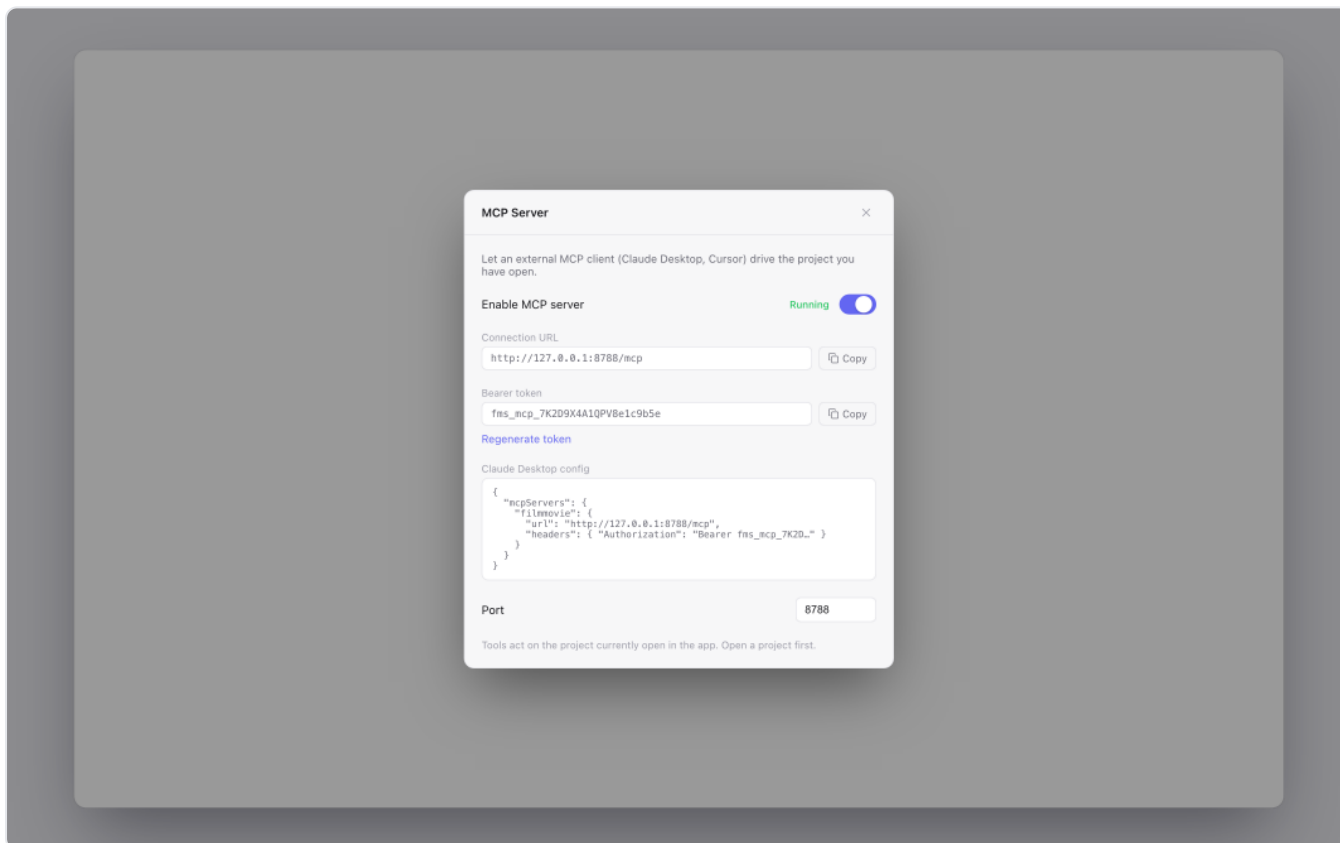 MCP Server
Let an external MCP client (Claude Desktop, Cursor) drive the project you
have open.
Enable MCP server
Running
Connection URL
http://127.0.0.1:8788/mcp
Copy
Bearer token
fms_mcp_7K2D9X4A1QPV8e1c9b5e
Copy
Regenerate token
Claude Desktop config
{
"mcpServers": {
"filmmovie": {
"url": "http://127.0.0.1:8788/mcp",
"headers": { "Authorization": "Bearer fms_mcp_7K2D…" }
}
}
}
Port
8788
Tools act on the project currently open in the app. Open a project first.